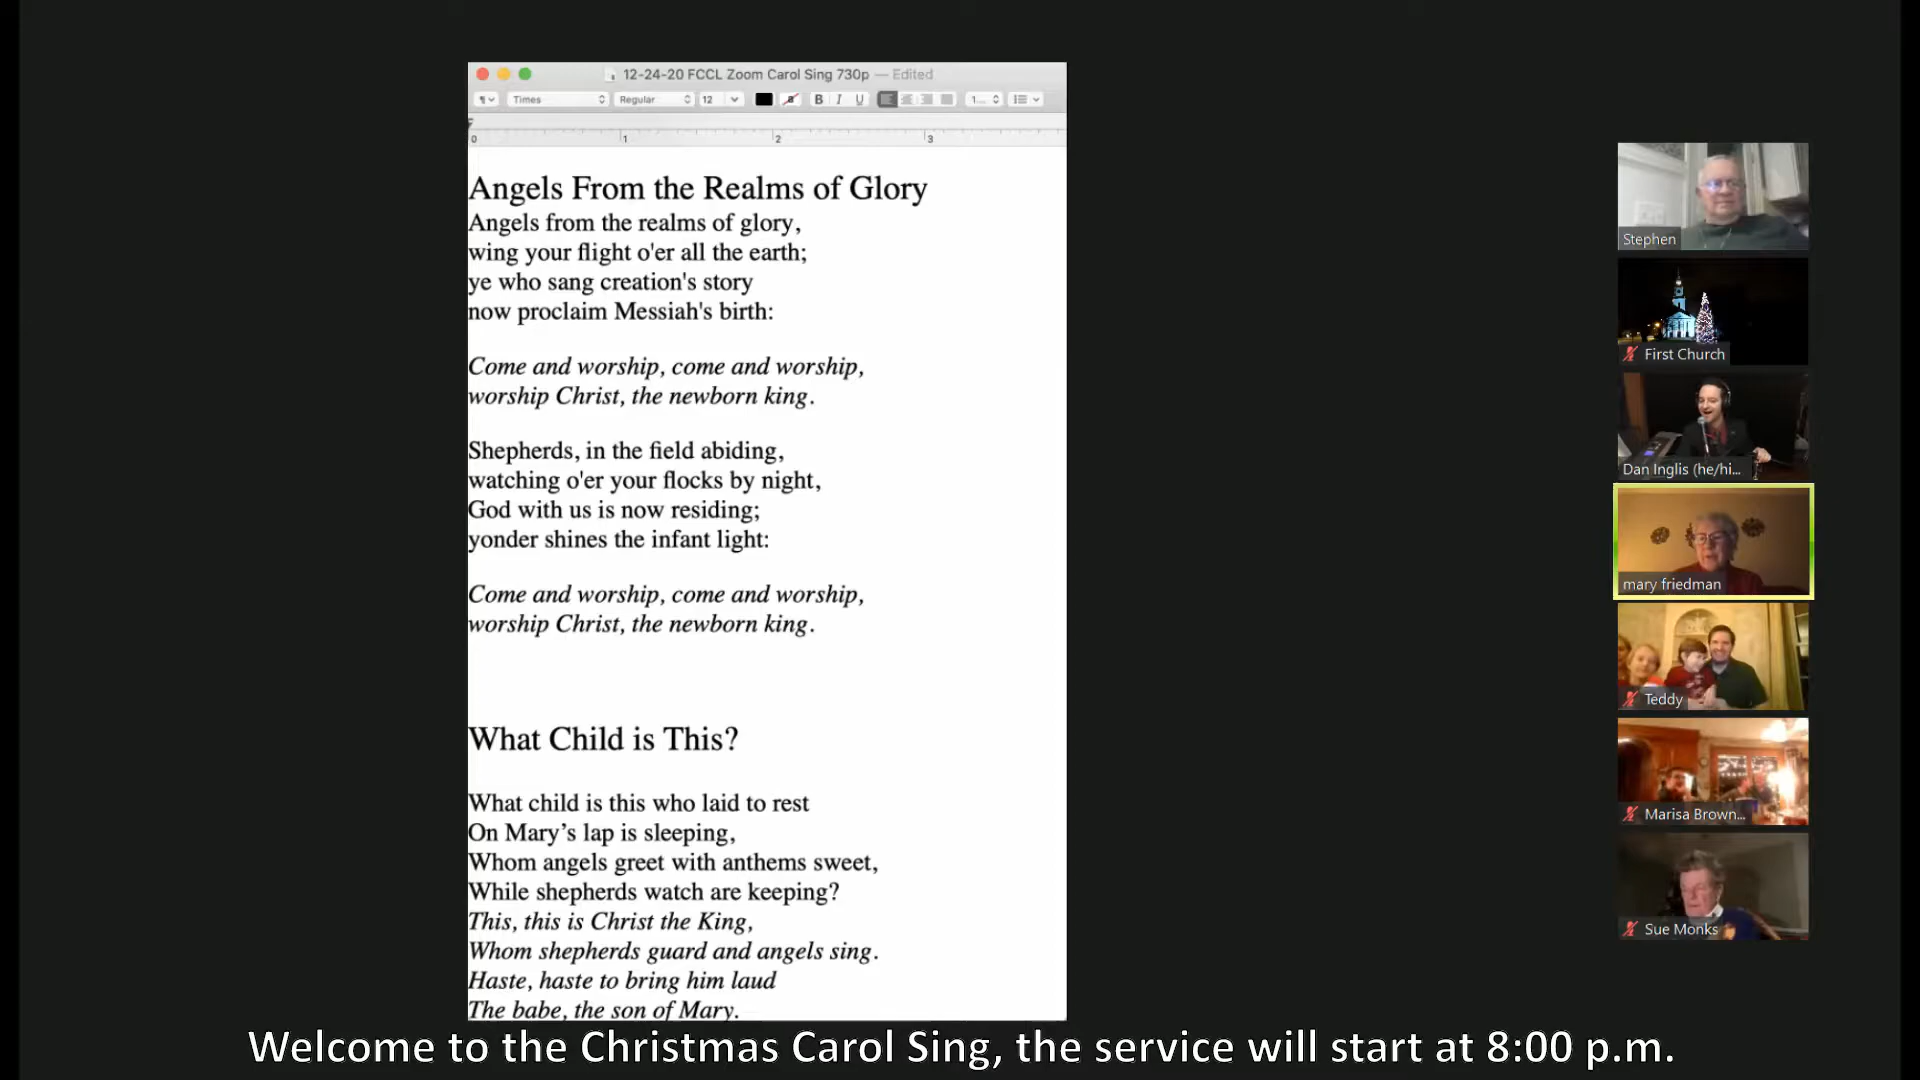 12-24-20 FCCL Zoom Carol Sing 730p — Edited
Times Regular 12 B I U 1...
0 1 2 3
Angels From the Realms of Glory
Angels from the realms of glory,
wing your flight o'er all the earth;
ye who sang creation's story
now proclaim Messiah's birth:
Come and worship, come and worship,
worship Christ, the newborn king.
Shepherds, in the field abiding,
watching o'er your flocks by night,
God with us is now residing;
yonder shines the infant light:
Come and worship, come and worship,
worship Christ, the newborn king.
What Child is This?
What child is this who laid to rest
On Mary’s lap is sleeping,
Whom angels greet with anthems sweet,
While shepherds watch are keeping?
This, this is Christ the King,
Whom shepherds guard and angels sing.
Haste, haste to bring him laud
The babe, the son of Mary.
Stephen
First Church
Dan Inglis (he/hi...
mary friedman
Teddy
Marisa Brown...
Sue Monks
Welcome to the Christmas Carol Sing, the service will start at 8:00 p.m.